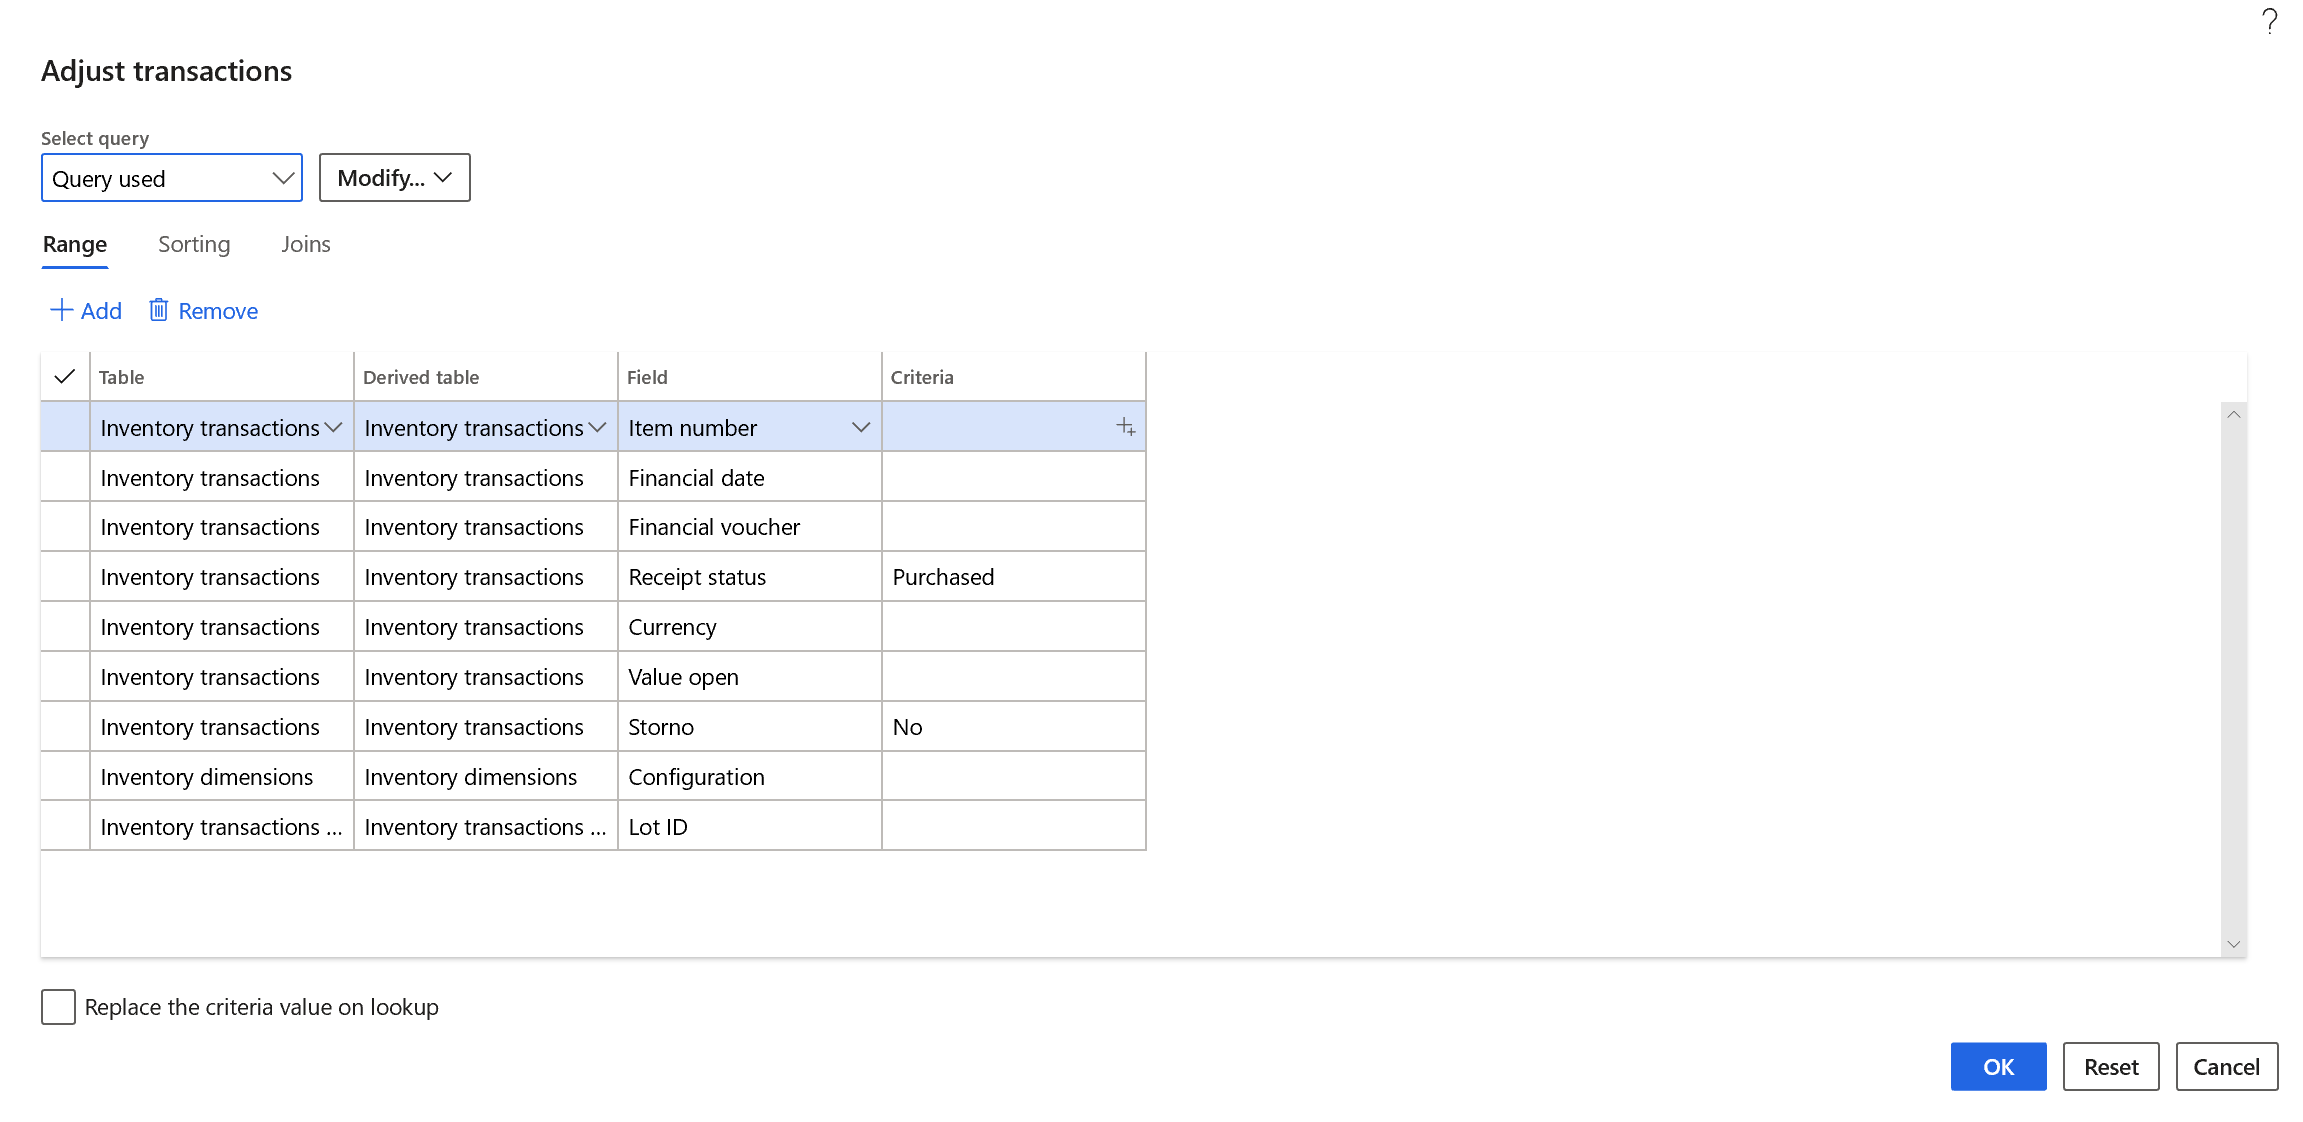 ?
Adjust transactions
Select query
Query used Modify...
Range Sorting Joins
Add Remove
Table Derived table Field Criteria
Inventory transactions Inventory transactions Item number
Inventory transactions Inventory transactions Financial date
Inventory transactions Inventory transactions Financial voucher
Inventory transactions Inventory transactions Receipt status Purchased
Inventory transactions Inventory transactions Currency
Inventory transactions Inventory transactions Value open
Inventory transactions Inventory transactions Storno No
Inventory dimensions Inventory dimensions Configuration
Inventory transactions ... Inventory transactions ... Lot ID
Replace the criteria value on lookup
OK Reset Cancel